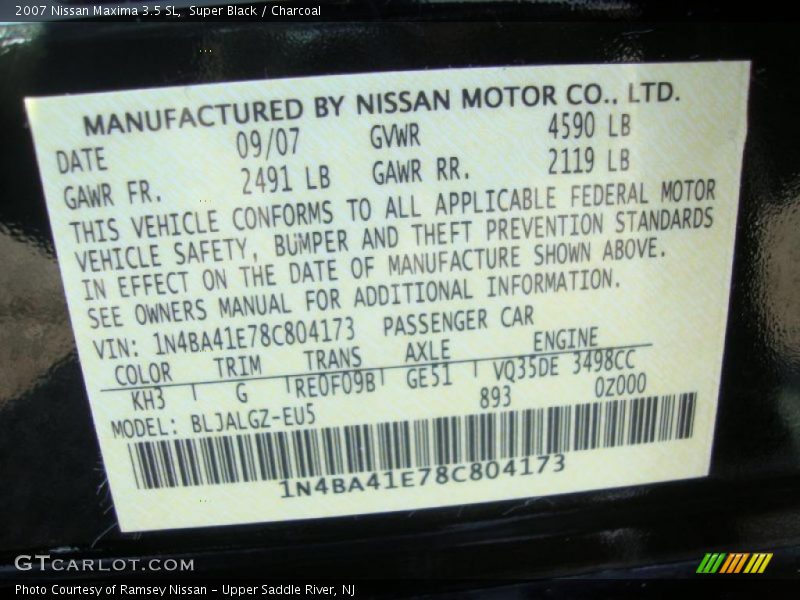 2007 Nissan Maxima 3.5 SL, Super Black / Charcoal
MANUFACTURED BY NISSAN MOTOR CO., LTD.
DATE 09/07 GVWR 4590 LB
GAWR FR. 2491 LB GAWR RR. 2119 LB
THIS VEHICLE CONFORMS TO ALL APPLICABLE FEDERAL MOTOR
VEHICLE SAFETY, BUMPER AND THEFT PREVENTION STANDARDS
IN EFFECT ON THE DATE OF MANUFACTURE SHOWN ABOVE.
SEE OWNERS MANUAL FOR ADDITIONAL INFORMATION.
VIN: 1N4BA41E78C804173 PASSENGER CAR
COLOR TRIM TRANS AXLE ENGINE
KH3 G RE0F09B GE51 VQ35DE 3498CC
893 0Z000
MODEL: BLJALGZ-EU5
1N4BA41E78C804173
GTCARLOT.COM
Photo Courtesy of Ramsey Nissan - Upper Saddle River, NJ